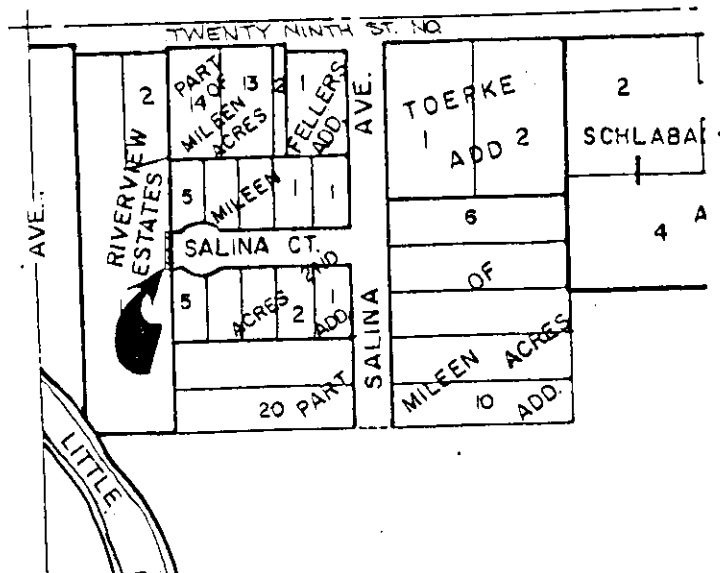 TWENTY NINTH ST. NO.
AVE.
RIVERVIEW
ESTATES
2
PART
14 OF
13
MILEEN
ACRES
2
1
FELLERS
ADD.
AVE.
SALINA
TOERKE
1
ADD
2
2
SCHLABA
4
A
5
MILEEN
1
1
SALINA CT.
2ND
5
ACRES
2
1
ADD.
6
OF
MILEEN ACRES
10
ADD.
20 PART
LITTLE